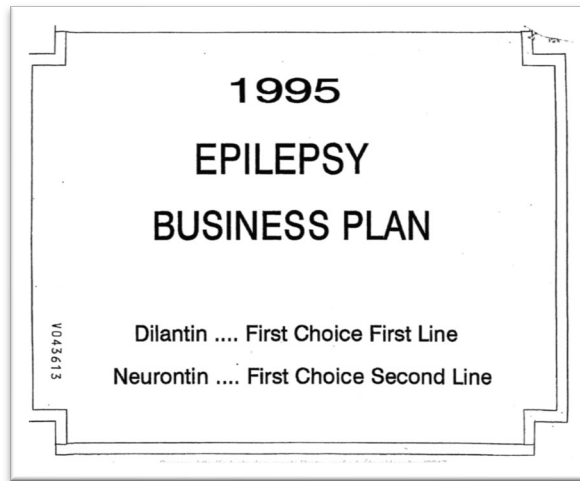 1995
EPILEPSY
BUSINESS PLAN
Dilantin .... First Choice First Line
Neurontin .... First Choice Second Line
V043613